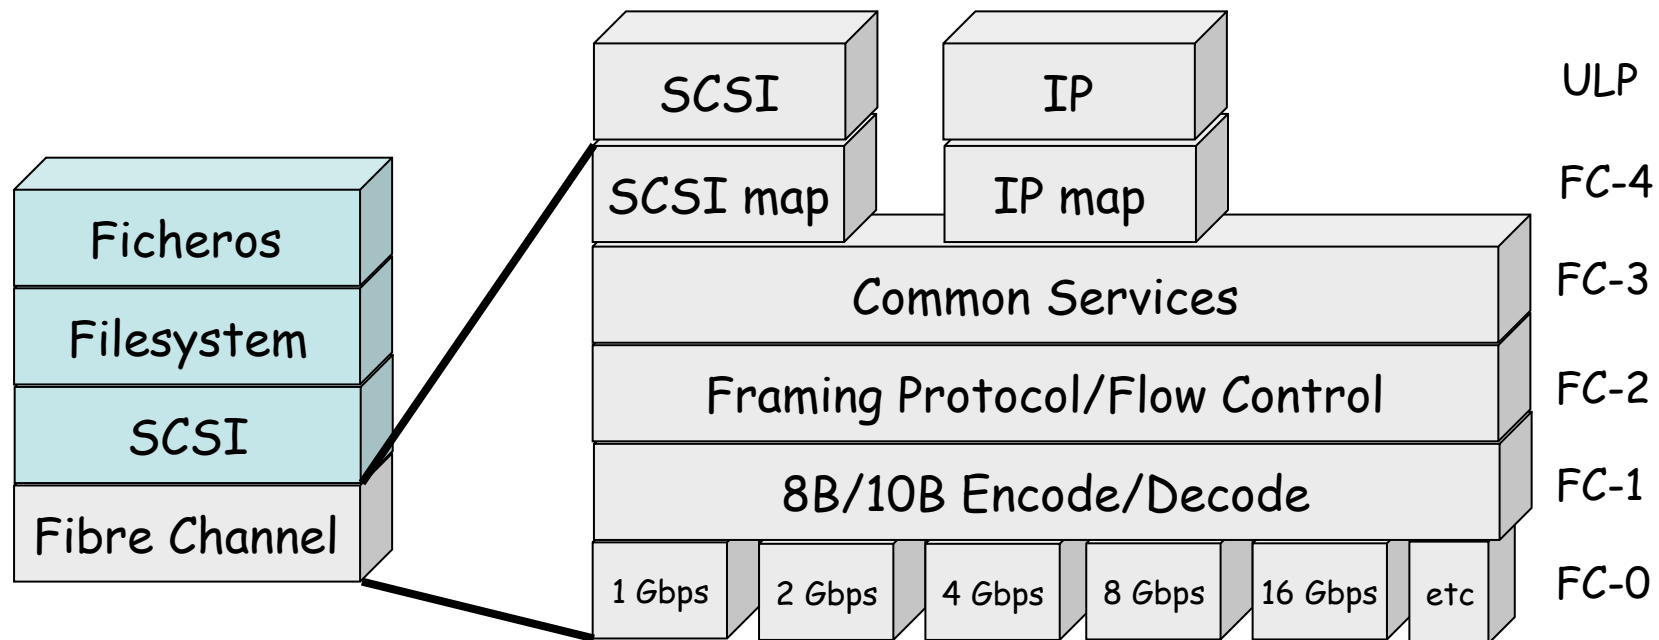 Ficheros
Filesystem
SCSI
Fibre Channel
SCSI
IP
ULP
SCSI map
IP map
FC-4
Common Services
FC-3
Framing Protocol/Flow Control
FC-2
8B/10B Encode/Decode
FC-1
1 Gbps
2 Gbps
4 Gbps
8 Gbps
16 Gbps
etc
FC-0